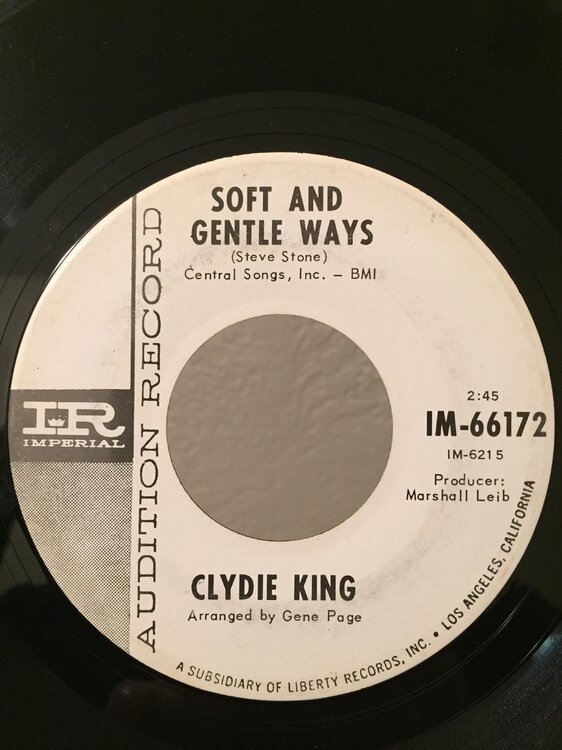 SOFT AND
GENTLE WAYS
(Steve Stone)
Central Songs, Inc. — BMI
AUDITION RECORD
IR
IMPERIAL
2:45
IM-66172
IM-6215
Producer:
Marshall Leib
CLYDIE KING
Arranged by Gene Page
A SUBSIDIARY OF LIBERTY RECORDS, INC. • LOS ANGELES, CALIFORNIA